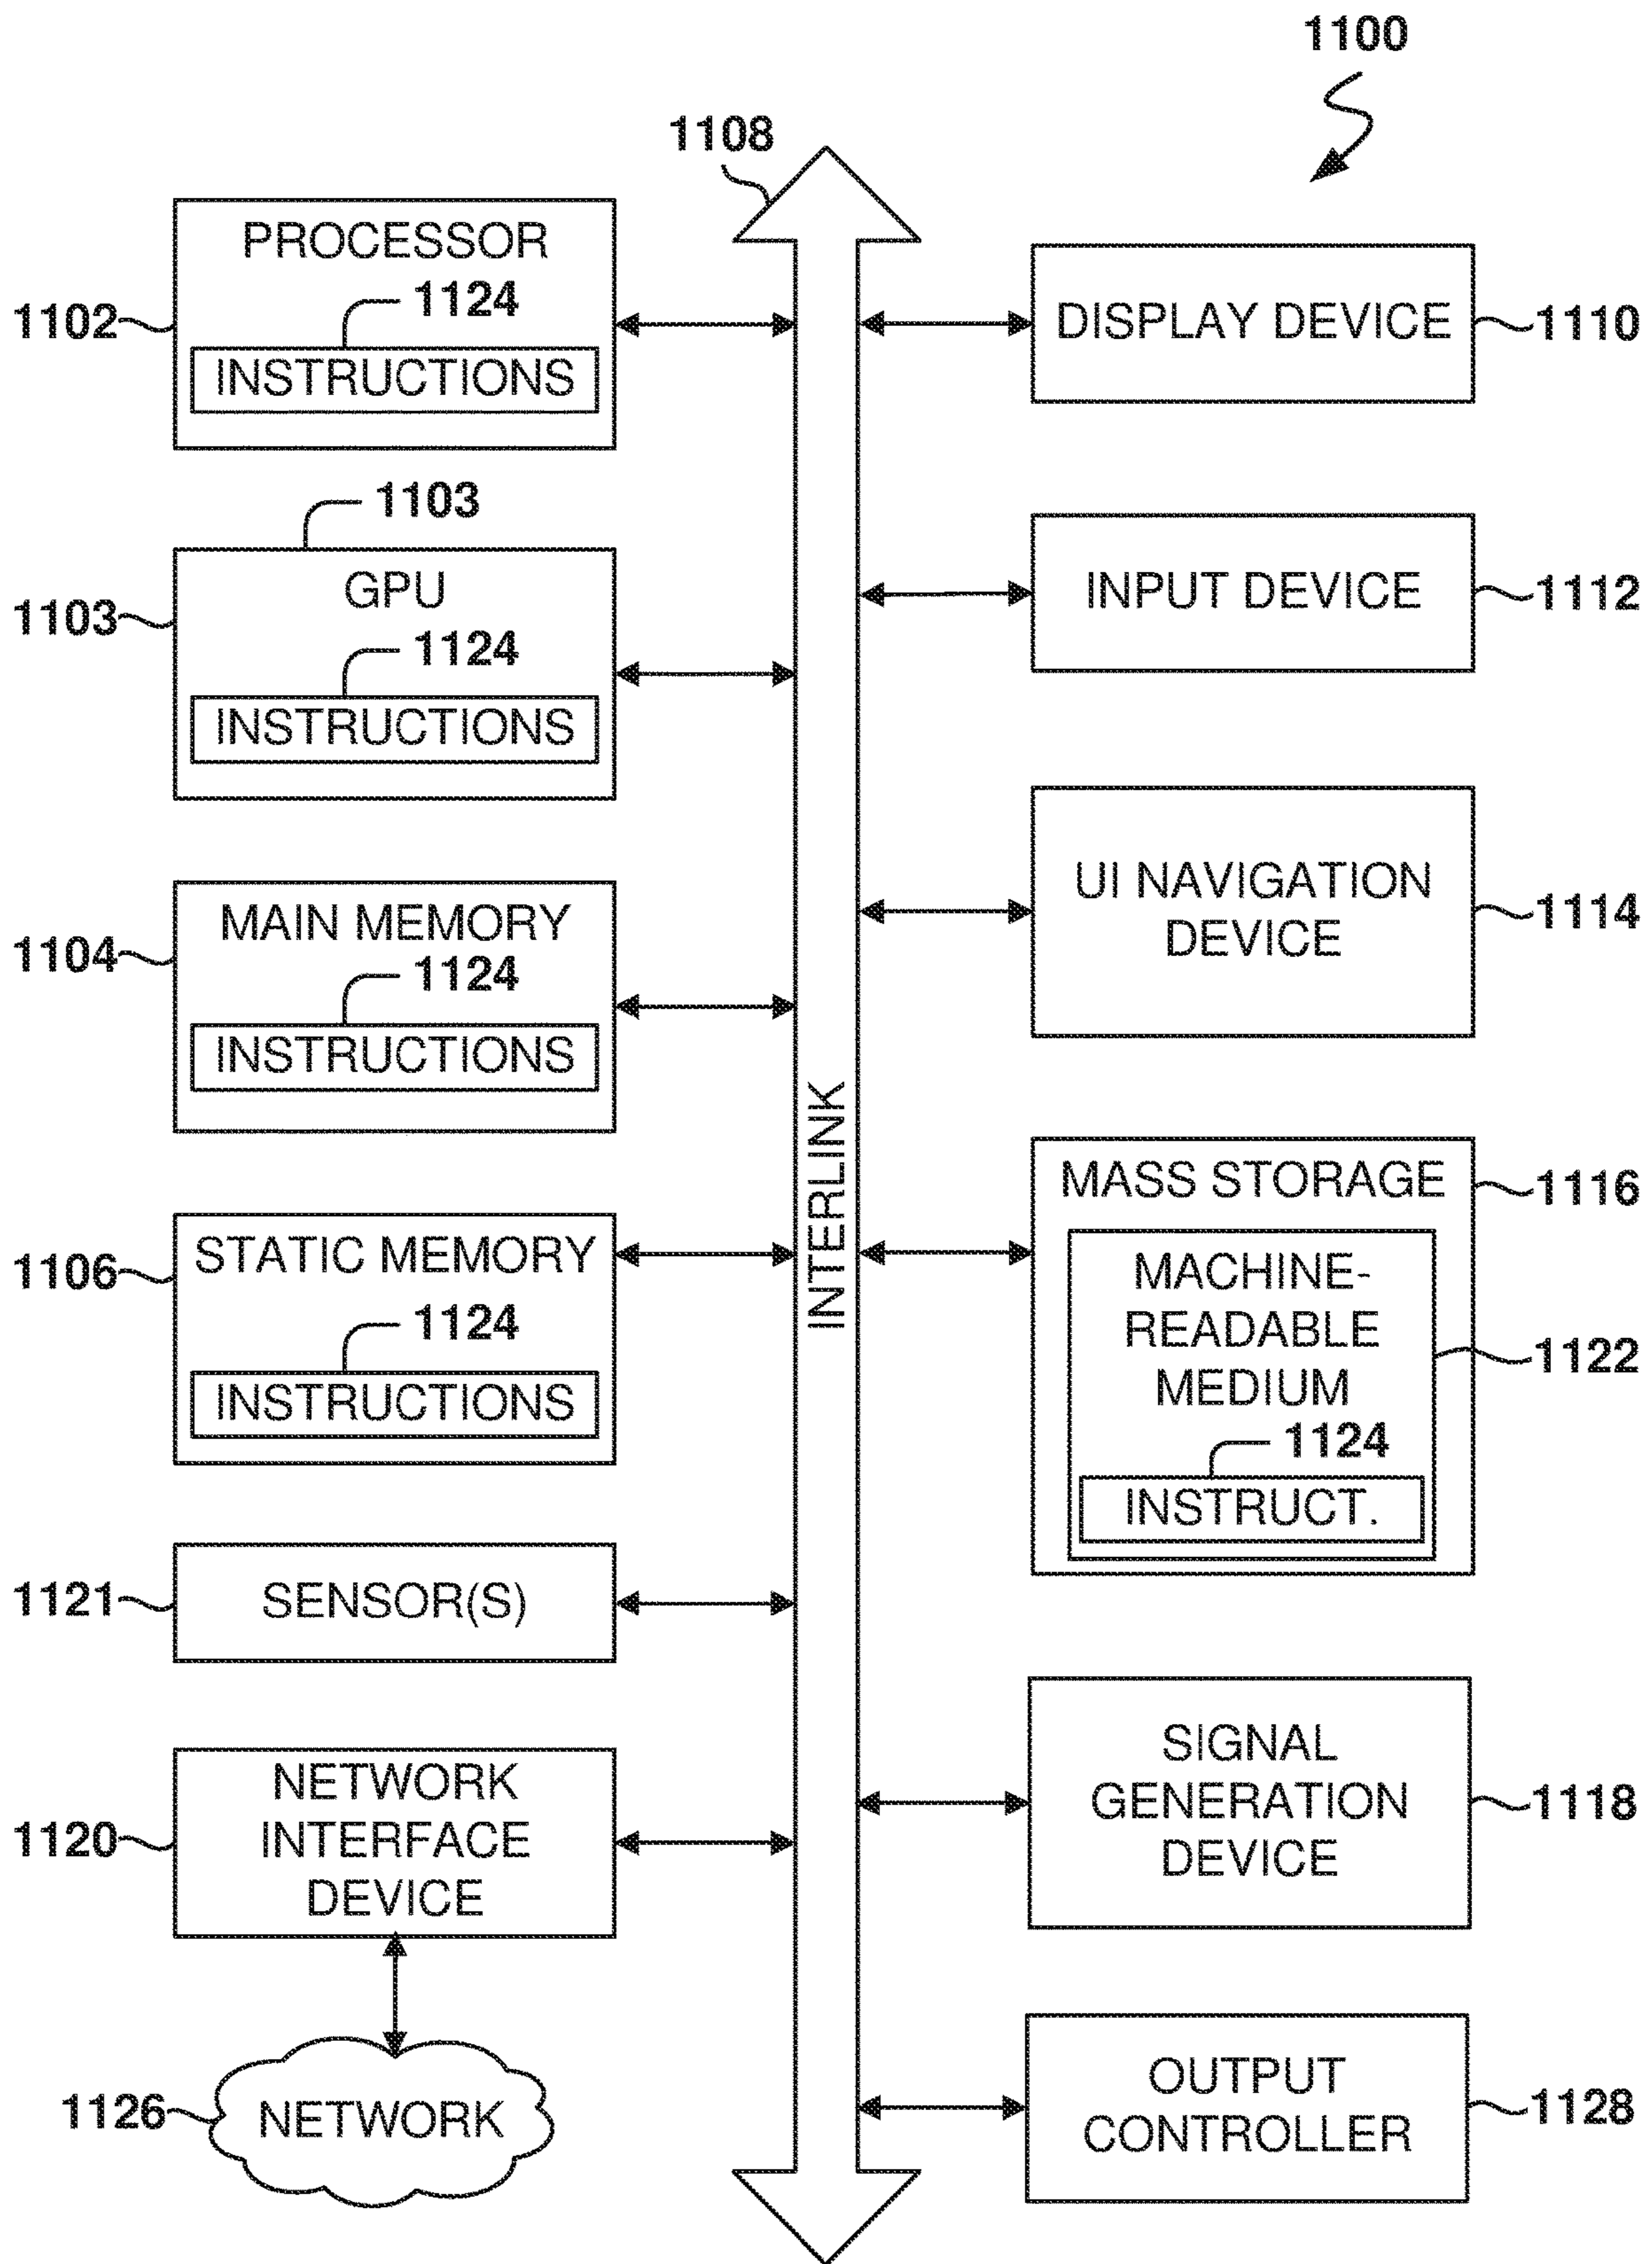 1100
1108
PROCESSOR
1124
1102
INSTRUCTIONS
1103
GPU
1103
1124
INSTRUCTIONS
MAIN MEMORY
1104
1124
INSTRUCTIONS
STATIC MEMORY
1106
1124
INSTRUCTIONS
SENSOR(S)
1121
NETWORK
INTERFACE
DEVICE
1120
NETWORK
1126
INTERLINK
DISPLAY DEVICE
1110
INPUT DEVICE
1112
UI NAVIGATION
DEVICE
1114
MASS STORAGE
1116
MACHINE-
READABLE
MEDIUM
1122
1124
INSTRUCT.
SIGNAL
GENERATION
DEVICE
1118
OUTPUT
CONTROLLER
1128